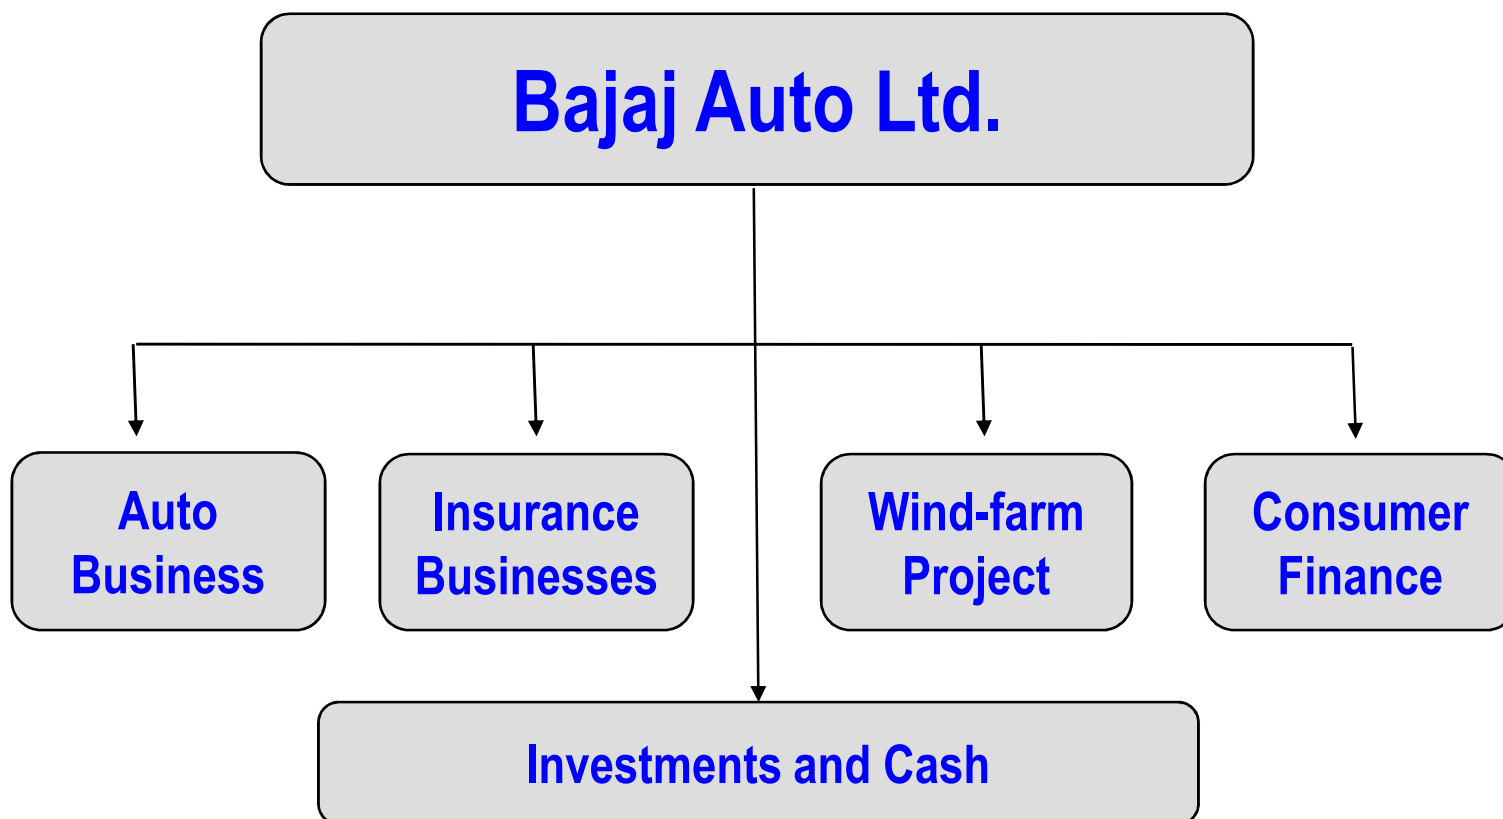 Bajaj Auto Ltd.
Auto
Business
Insurance
Businesses
Wind-farm
Project
Consumer
Finance
Investments and Cash